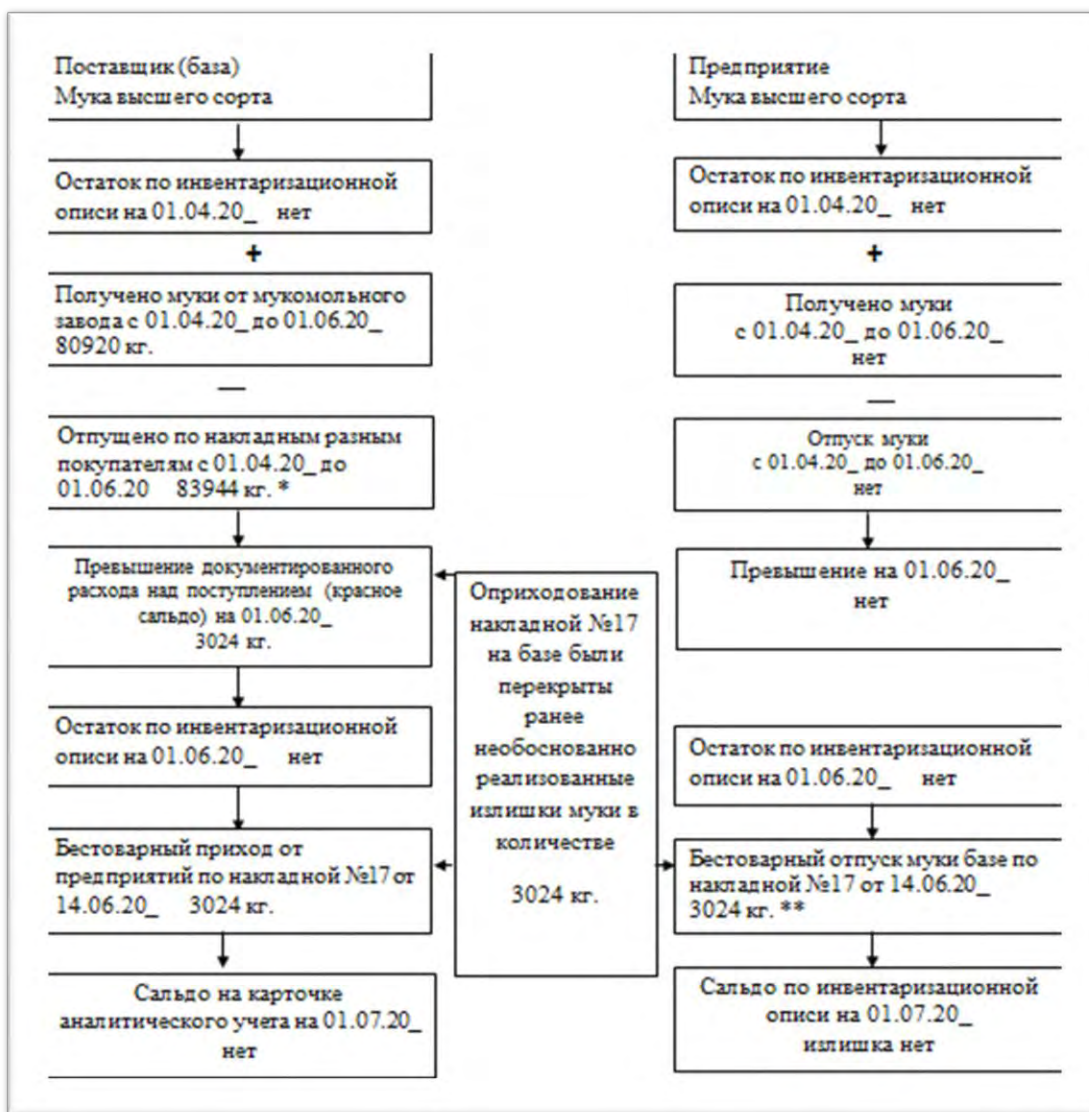 Поставщик (база)
Мука высшего сорта
Остаток по инвентаризационной
описи на 01.04.20_ нет
+
Получено муки от мукомольного
завода с 01.04.20_ до 01.06.20_
80920 кг.
—
Отпущено по накладным разным
покупателям с 01.04.20_ до
01.06.20 83944 кг. *
Превышение документированного
расхода над поступлением (красное
сальдо) на 01.06.20_
3024 кг.
Остаток по инвентаризационной
описи на 01.06.20_ нет
Бестоварный приход от
предприятий по накладной №17 от
14.06.20_ 3024 кг.
Сальдо на карточке
аналитического учета на 01.07.20_
нет
Оприходование
накладной №17
на базе были
перекрыты
ранее
необоснованно
реализованные
излишки муки в
количестве
3024 кг.
Предприятие
Мука высшего сорта
Остаток по инвентаризационной
описи на 01.04.20_ нет
+
Получено муки
с 01.04.20_ до 01.06.20_
нет
—
Отпуск муки
с 01.04.20_ до 01.06.20_
нет
Превышение на 01.06.20_
нет
Остаток по инвентаризационной
описи на 01.06.20_ нет
Бестоварный отпуск муки базе по
накладной №17 от 14.06.20_
3024 кг. **
Сальдо по инвентаризационной
описи на 01.07.20_
излишка нет